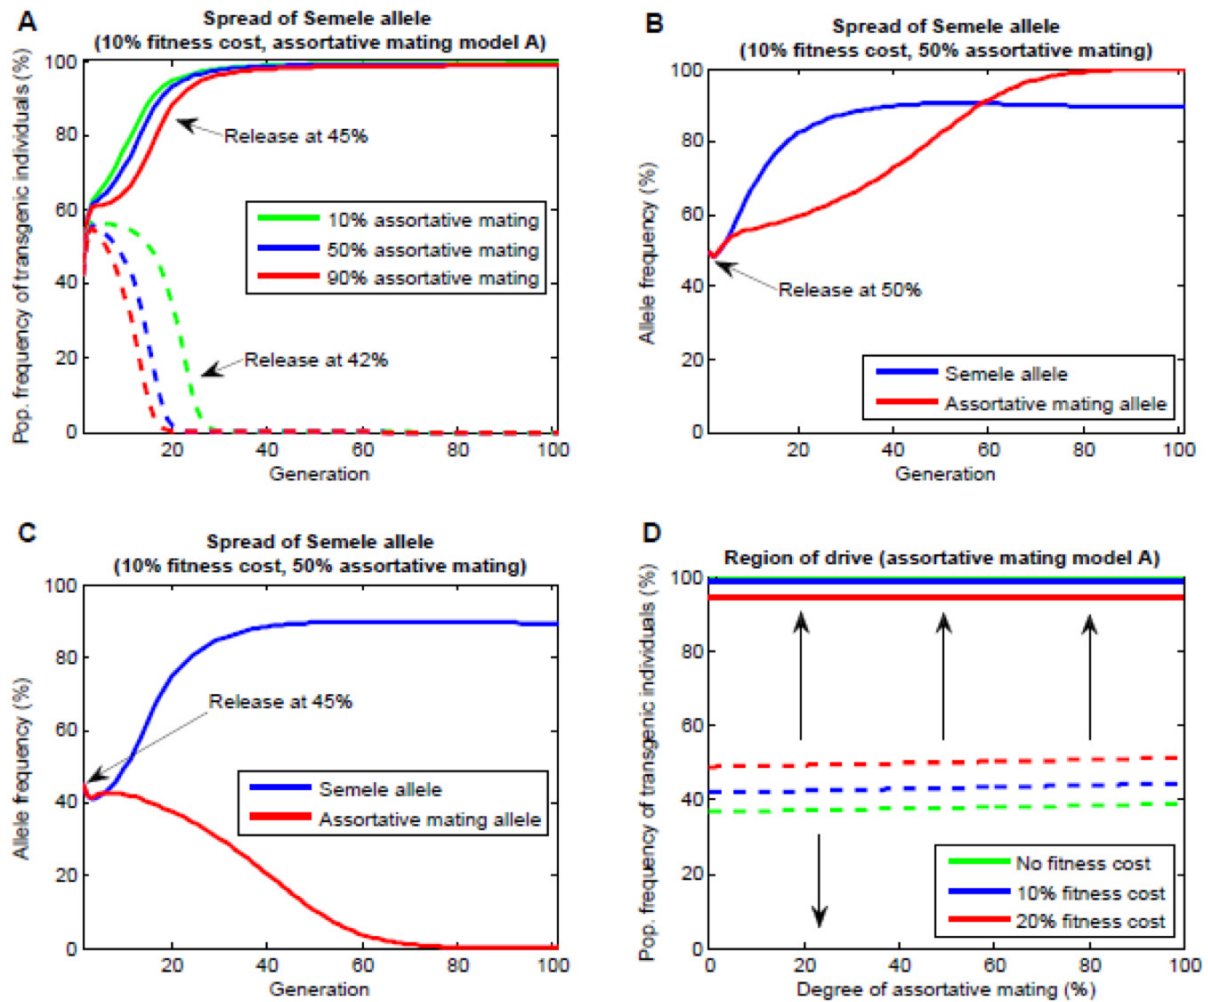 A
Spread of Semele allele
(10% fitness cost, assortative mating model A)
Pop. frequency of transgenic individuals (%)
100
80
60
40
20
0
Release at 45%
10% assortative mating
50% assortative mating
90% assortative mating
Release at 42%
20 40 60 80 100
Generation
B
Spread of Semele allele
(10% fitness cost, 50% assortative mating)
Allele frequency (%)
100
80
60
40
20
0
Release at 50%
Semele allele
Assortative mating allele
20 40 60 80 100
Generation
C
Spread of Semele allele
(10% fitness cost, 50% assortative mating)
Allele frequency (%)
100
80
60
40
20
0
Release at 45%
Semele allele
Assortative mating allele
20 40 60 80 100
Generation
D
Region of drive (assortative mating model A)
Pop. frequency of transgenic individuals (%)
100
80
60
40
20
0
No fitness cost
10% fitness cost
20% fitness cost
0 20 40 60 80 100
Degree of assortative mating (%)